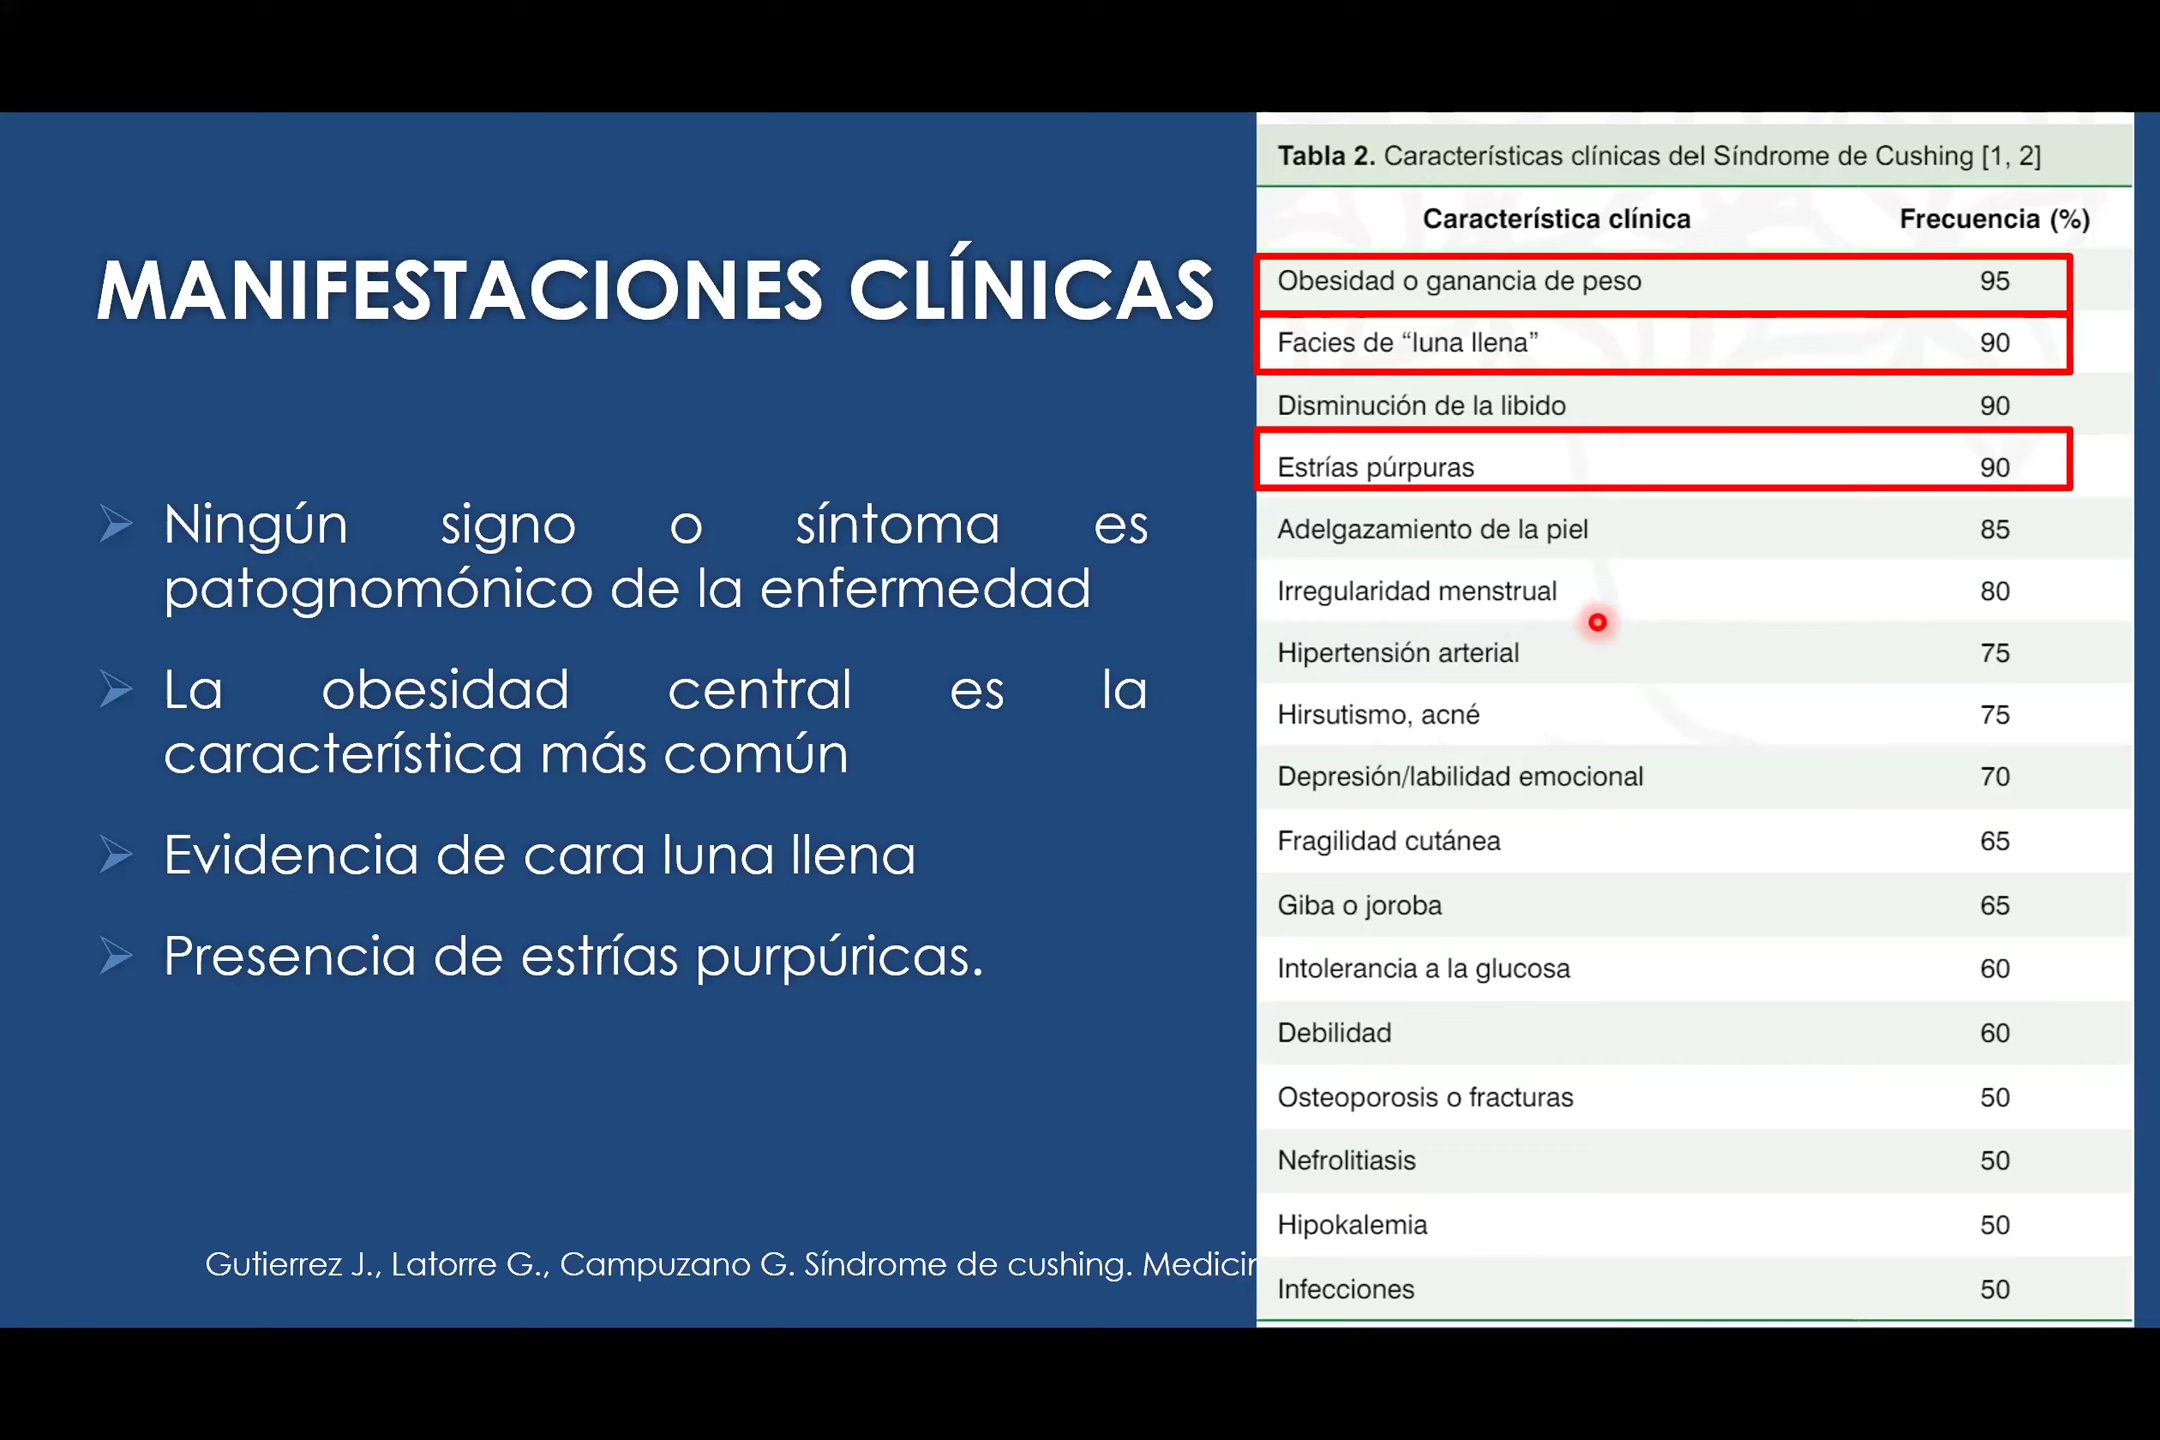 MANIFESTACIONES CLÍNICAS
Ningún signo o síntoma es
patognomónico de la enfermedad
La obesidad central es la
característica más común
Evidencia de cara luna llena
Presencia de estrías purpúricas.
Gutierrez J., Latorre G., Campuzano G. Síndrome de cushing.
Tabla 2. Características clínicas del Síndrome de Cushing [1, 2]
Característica clínica Frecuencia (%)
Obesidad o ganancia de peso 95
Facies de “luna llena” 90
Disminución de la libido 90
Estrías púrpuras 90
Adelgazamiento de la piel 85
Irregularidad menstrual 80
Hipertensión arterial 75
Hirsutismo, acné 75
Depresión/labilidad emocional 70
Fragilidad cutánea 65
Giba o joroba 65
Intolerancia a la glucosa 60
Debilidad 60
Osteoporosis o fracturas 50
Nefrolitiasis 50
Hipokalemia 50
Infecciones 50